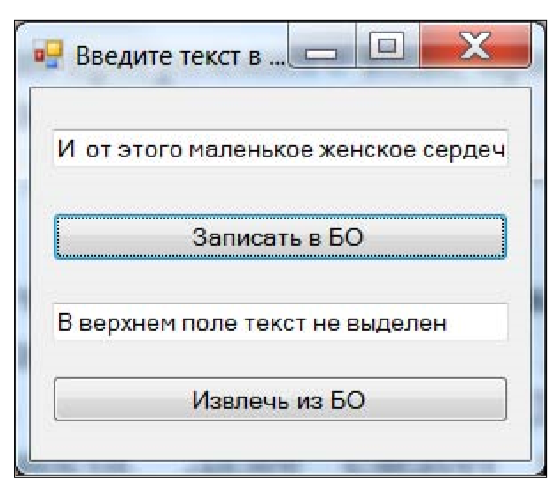 Введите текст в ...
И от этого маленькое женское сердеч
Записать в БО
В верхнем поле текст не выделен
Извлечь из БО